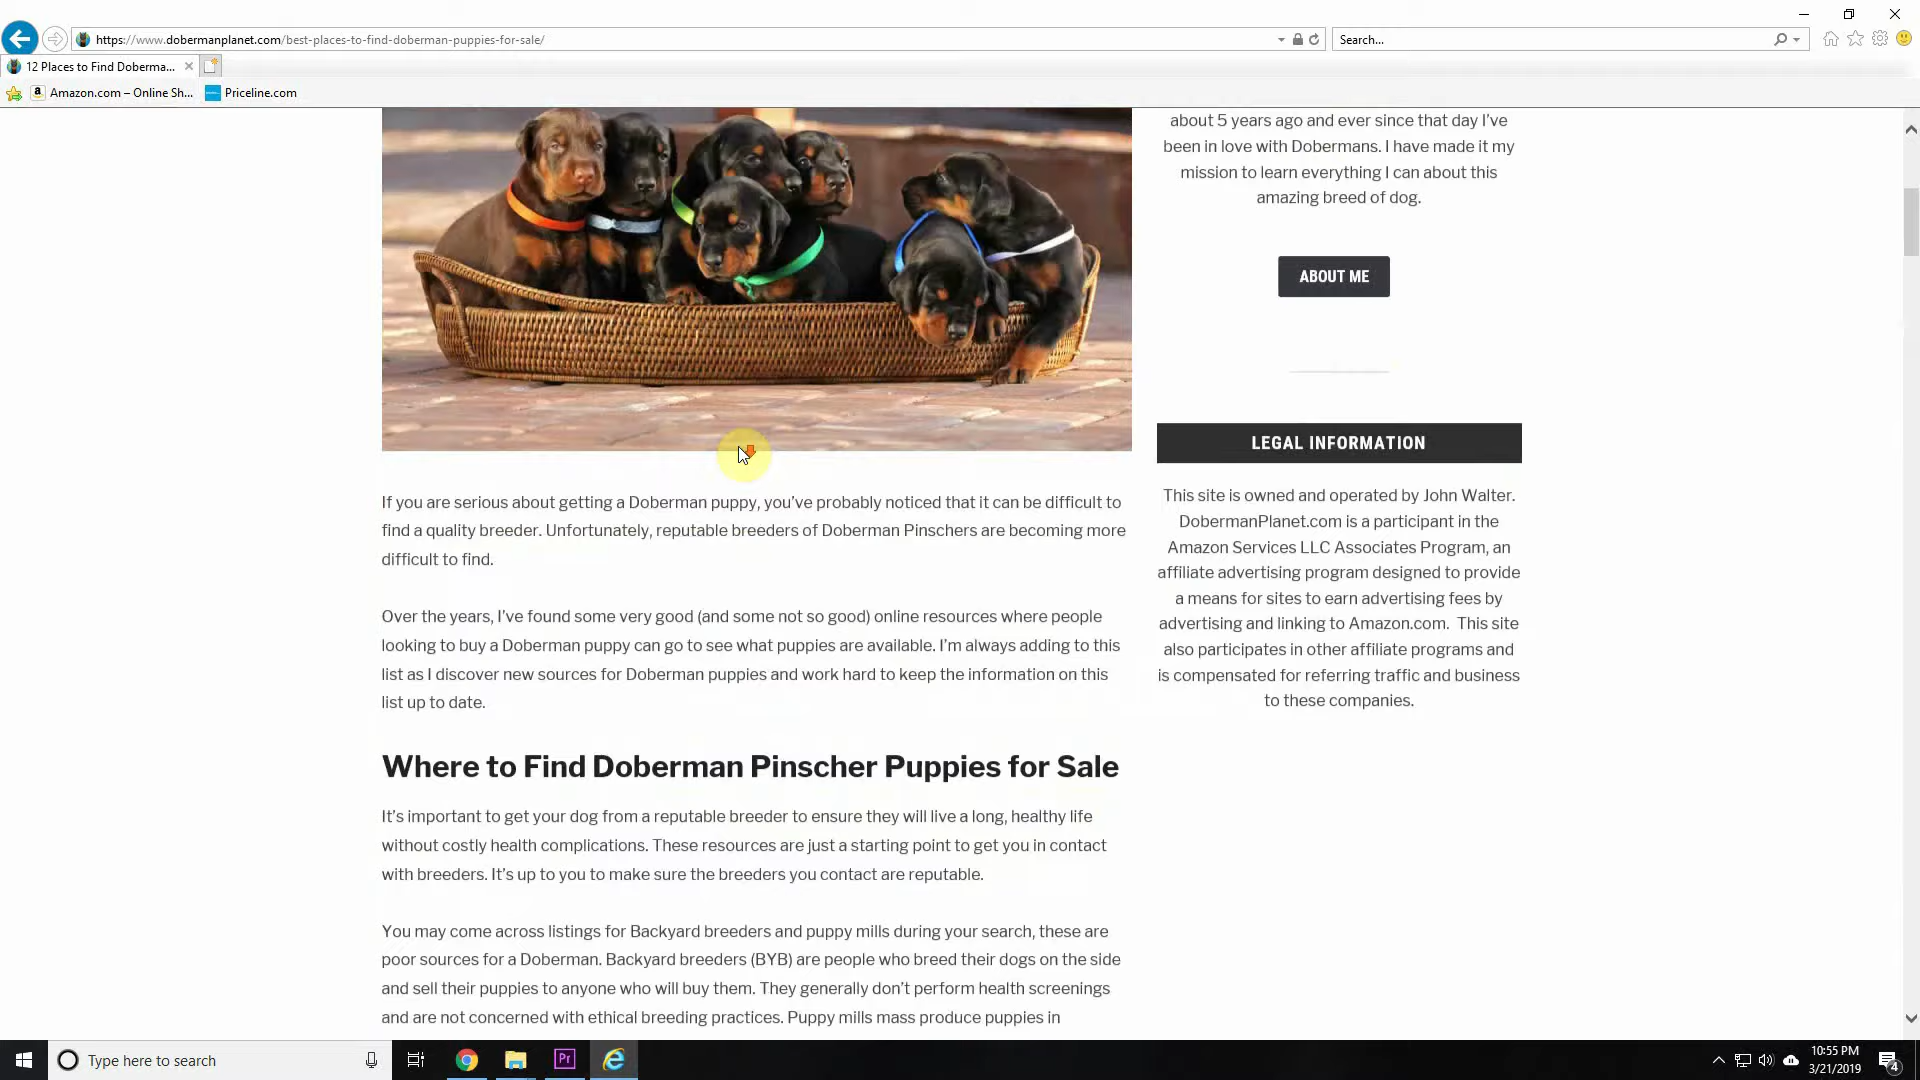 https://www.dobermanplanet.com/best-places-to-find-doberman-puppies-for-sale/
Search...
12 Places to Find Doberma...
Amazon.com – Online Sh...
Priceline.com
about 5 years ago and ever since that day I've
been in love with Dobermans. I have made it my
mission to learn everything I can about this
amazing breed of dog.
ABOUT ME
LEGAL INFORMATION
This site is owned and operated by John Walter.
DobermanPlanet.com is a participant in the
Amazon Services LLC Associates Program, an
affiliate advertising program designed to provide
a means for sites to earn advertising fees by
advertising and linking to Amazon.com. This site
also participates in other affiliate programs and
is compensated for referring traffic and business
to these companies.
If you are serious about getting a Doberman puppy, you've probably noticed that it can be difficult to
find a quality breeder. Unfortunately, reputable breeders of Doberman Pinschers are becoming more
difficult to find.
Over the years, I've found some very good (and some not so good) online resources where people
looking to buy a Doberman puppy can go to see what puppies are available. I'm always adding to this
list as I discover new sources for Doberman puppies and work hard to keep the information on this
list up to date.
Where to Find Doberman Pinscher Puppies for Sale
It's important to get your dog from a reputable breeder to ensure they will live a long, healthy life
without costly health complications. These resources are just a starting point to get you in contact
with breeders. It's up to you to make sure the breeders you contact are reputable.
You may come across listings for Backyard breeders and puppy mills during your search, these are
poor sources for a Doberman. Backyard breeders (BYB) are people who breed their dogs on the side
and sell their puppies to anyone who will buy them. They generally don't perform health screenings
and are not concerned with ethical breeding practices. Puppy mills mass produce puppies in
Type here to search
Pr
10:55 PM
3/21/2019
4